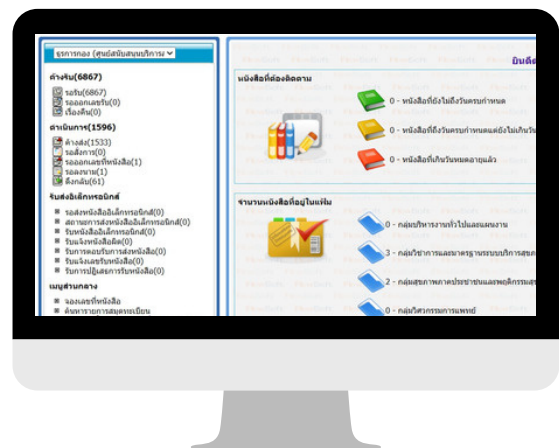 ธุรการกอง (ศูนย์สนับสนุนบริการ
ค้างรับ(6867)
รอรับ(6867)
รอออกเลขรับ(0)
เรื่องคืน(0)
ดำเนินการ(1596)
ค้างส่ง(1533)
รอสั่งการ(0)
รอออกเลขที่หนังสือ(1)
รอลงนาม(1)
ดึงกลับ(61)
รับส่งอิเล็กทรอนิกส์
รอส่งหนังสืออิเล็กทรอนิกส์(0)
สถานะการส่งหนังสืออิเล็กทรอนิกส์(0)
รับหนังสืออิเล็กทรอนิกส์(0)
รับแจ้งหนังสือผิด(0)
รับการตอบรับการส่งหนังสือ(0)
รับแจ้งเลขรับหนังสือ(0)
รับการปฏิเสธการรับหนังสือ(0)
เมนูส่วนกลาง
จองเลขที่หนังสือ
ค้นหารายการสมุดทะเบียน
ยินดี
หนังสือที่ต้องติดตาม
0 - หนังสือที่ยังไม่ถึงวันครบกำหนด
0 - หนังสือที่ถึงวันครบกำหนดแต่ยังไม่เกินวัน
0 - หนังสือที่เกินวันหมดอายุแล้ว
จำนวนหนังสือที่อยู่ในแฟ้ม
0 - กลุ่มบริหารงานทั่วไปและแผนงาน
3 - กลุ่มวิชาการและมาตรฐานระบบบริการสุขภ
2 - กลุ่มสุขภาพภาคประชาชนและพฤติกรรมสุข
0 - กลุ่มวิศวกรรมการแพทย์